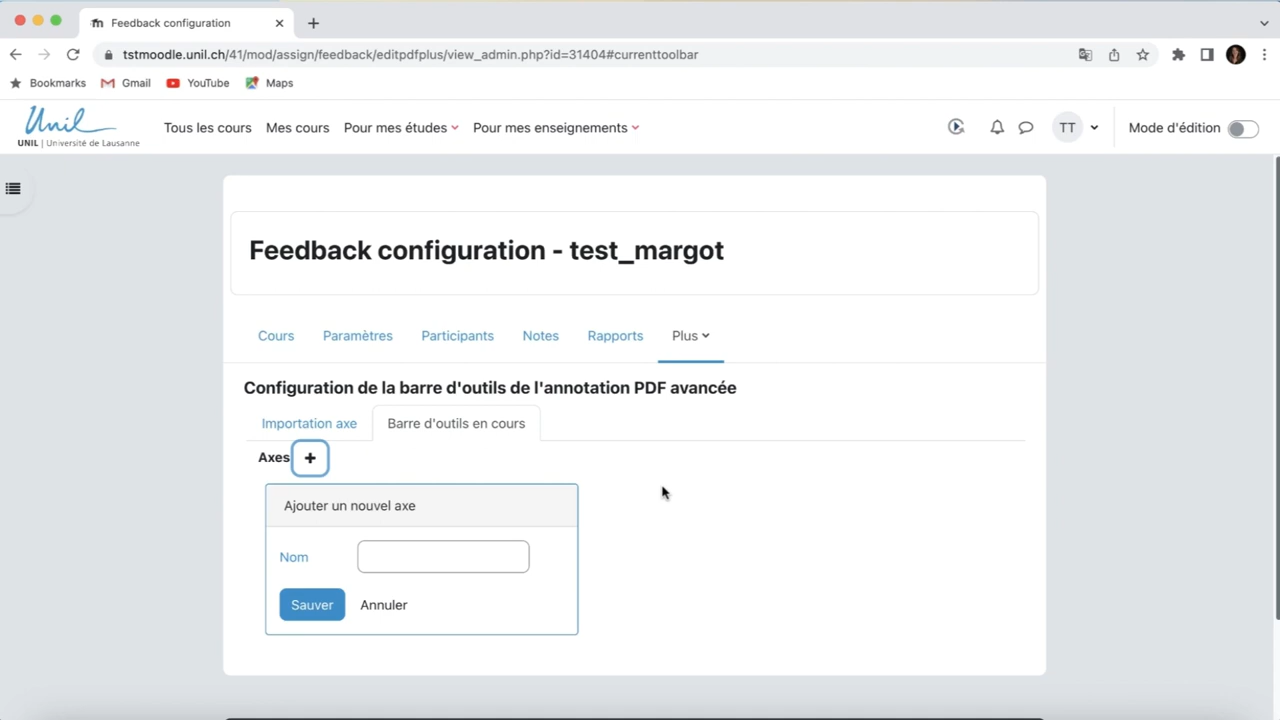 Feedback configuration
tstmoodle.unil.ch/41/mod/assign/feedback/editpdfplus/view_admin.php?id=31404#currenttoolbar
Bookmarks Gmail YouTube Maps
Unil
UNIL | Université de Lausanne
Tous les cours Mes cours Pour mes études Pour mes enseignements TT Mode d'édition
Feedback configuration - test_margot
Cours Paramètres Participants Notes Rapports Plus
Configuration de la barre d'outils de l'annotation PDF avancée
Importation axe Barre d'outils en cours
Axes +
Ajouter un nouvel axe
Nom
Sauver Annuler